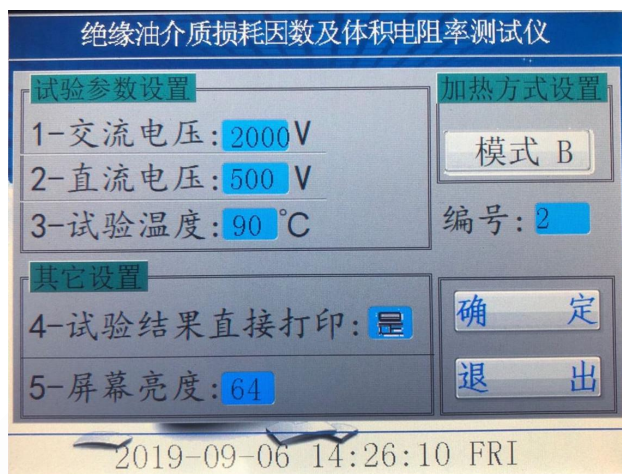 绝缘油介质损耗因数及体积电阻率测试仪
试验参数设置
1-交流电压:2000V
2-直流电压:500 V
3-试验温度:90 ℃
加热方式设置
模式 B
编号:2
其它设置
4-试验结果直接打印:是
5-屏幕亮度:64
确 定
退 出
2019-09-06 14:26:10 FRI